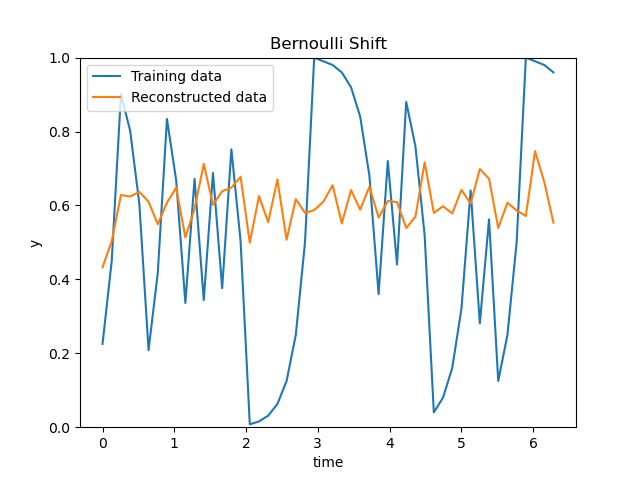 Bernoulli Shift
Training data
Reconstructed data
1.0
0.8
0.6
0.4
0.2
0.0
y
0 1 2 3 4 5 6
time